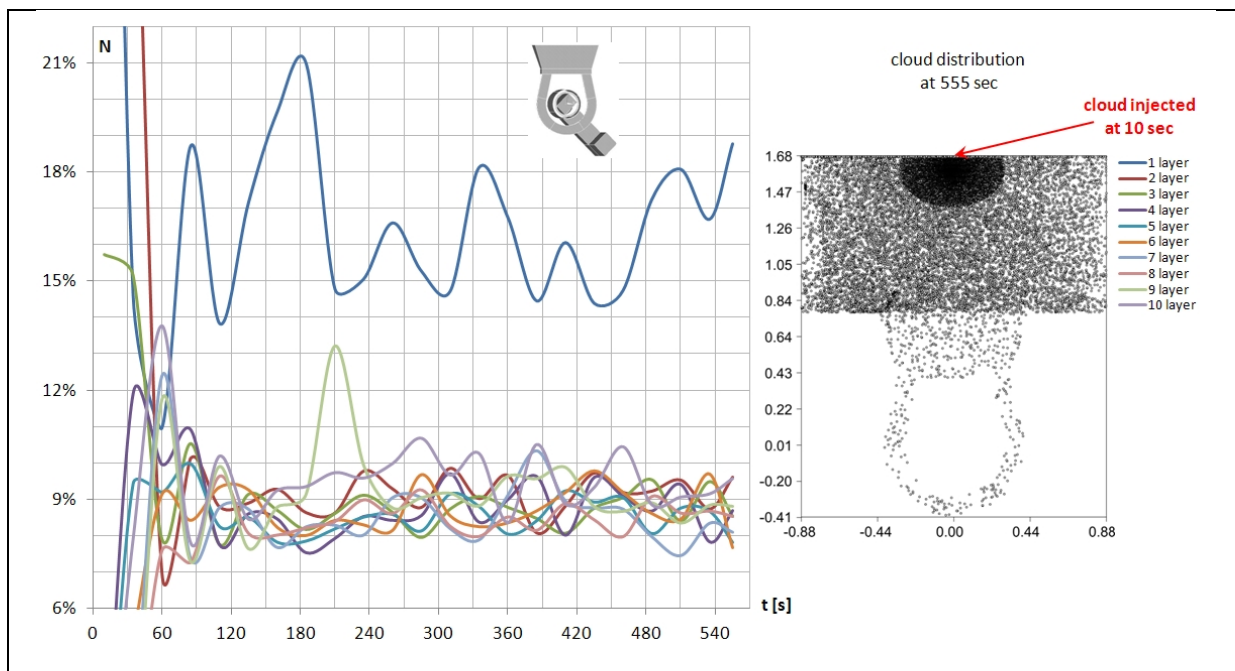 N
21%
18%
15%
12%
9%
6%
0 60 120 180 240 300 360 420 480 540
t [s]
cloud distribution
at 555 sec
cloud injected
at 10 sec
1.68
1.47
1.26
1.05
0.84
0.64
0.43
0.22
0.01
-0.20
-0.41
-0.88 -0.44 0.00 0.44 0.88
1 layer
2 layer
3 layer
4 layer
5 layer
6 layer
7 layer
8 layer
9 layer
10 layer